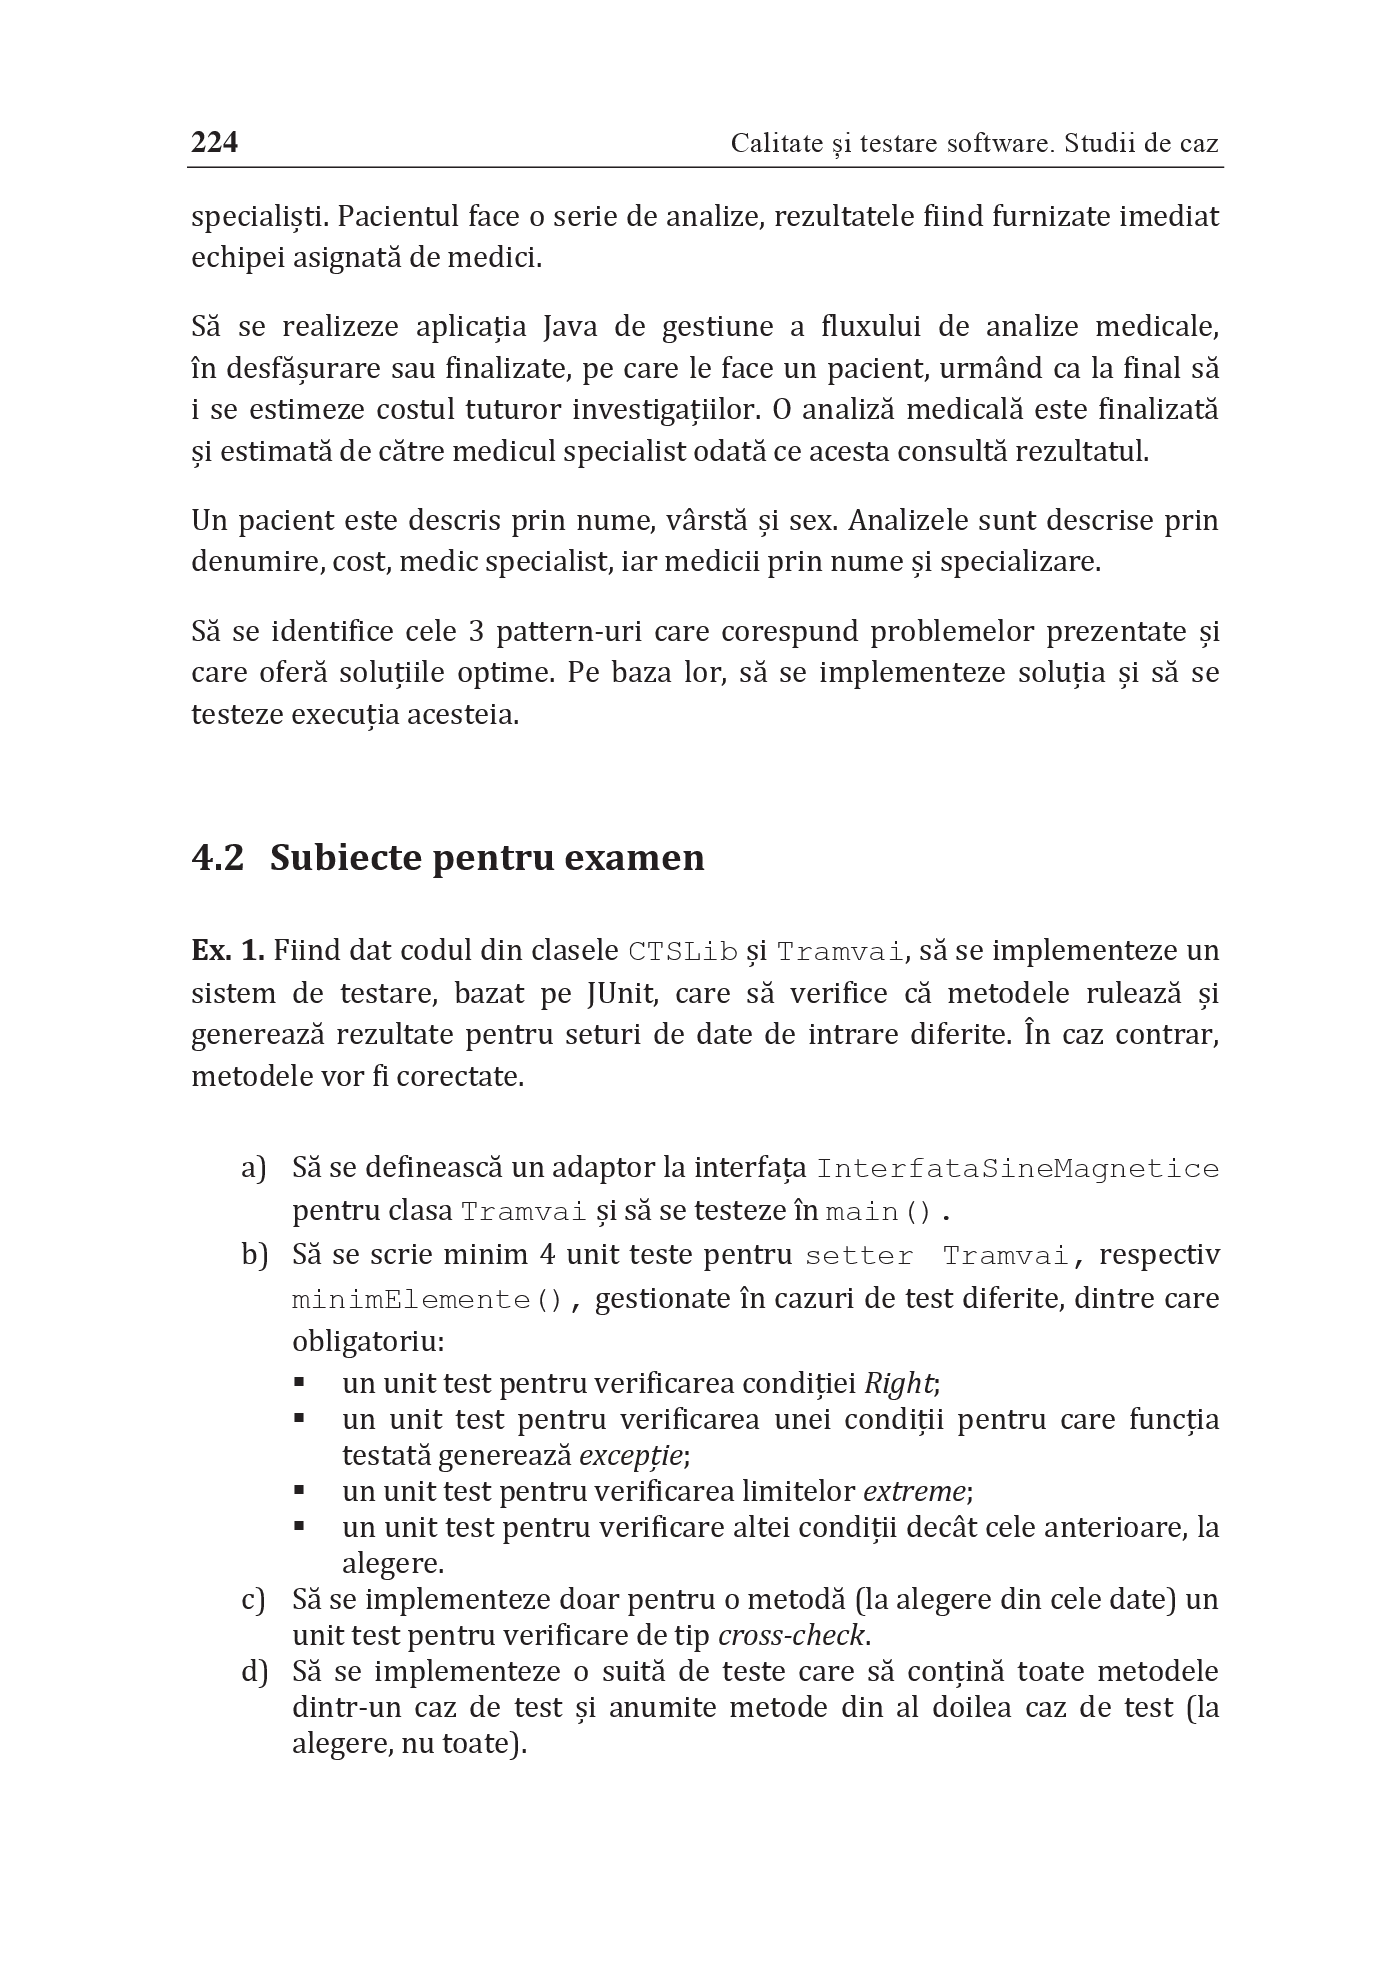 224 Calitate și testare software. Studii de caz
specialiști. Pacientul face o serie de analize, rezultatele fiind furnizate imediat
echipei asignată de medici.
Să se realizeze aplicația Java de gestiune a fluxului de analize medicale,
în desfășurare sau finalizate, pe care le face un pacient, urmând ca la final să
i se estimeze costul tuturor investigațiilor. O analiză medicală este finalizată
și estimată de către medicul specialist odată ce acesta consultă rezultatul.
Un pacient este descris prin nume, vârstă și sex. Analizele sunt descrise prin
denumire, cost, medic specialist, iar medicii prin nume și specializare.
Să se identifice cele 3 pattern-uri care corespund problemelor prezentate și
care oferă soluțiile optime. Pe baza lor, să se implementeze soluția și să se
testeze execuția acesteia.
4.2 Subiecte pentru examen
Ex. 1. Fiind dat codul din clasele CTSLib și Tramvai, să se implementeze un
sistem de testare, bazat pe JUnit, care să verifice că metodele rulează și
generează rezultate pentru seturi de date de intrare diferite. În caz contrar,
metodele vor fi corectate.
a) Să se definească un adaptor la interfața InterfataSineMagnetice
pentru clasa Tramvai și să se testeze în main().
b) Să se scrie minim 4 unit teste pentru setter Tramvai, respectiv
minimElemente(), gestionate în cazuri de test diferite, dintre care
obligatoriu:
▪ un unit test pentru verificarea condiției Right;
▪ un unit test pentru verificarea unei condiții pentru care funcția
testată generează excepție;
▪ un unit test pentru verificarea limitelor extreme;
▪ un unit test pentru verificare altei condiții decât cele anterioare, la
alegere.
c) Să se implementeze doar pentru o metodă (la alegere din cele date) un
unit test pentru verificare de tip cross-check.
d) Să se implementeze o suită de teste care să conțină toate metodele
dintr-un caz de test și anumite metode din al doilea caz de test (la
alegere, nu toate).